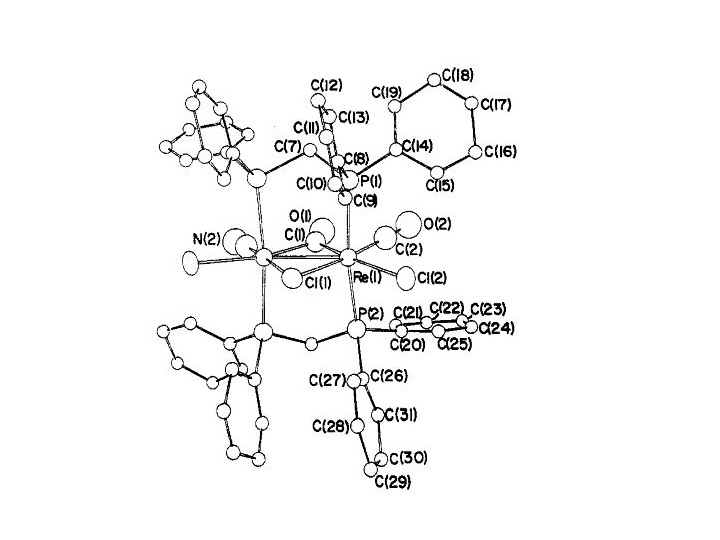 C(18)
C(12)
C(19)
C(17)
C(13)
C(11)
C(7)
C(14)
C(16)
C(8)
C(10)
P(1)
C(15)
C(9)
O(1)
O(2)
N(2)
C(1)
C(2)
Cl(1)
Re(1)
Cl(2)
P(2)
C(21)
C(22)
C(23)
C(24)
C(20)
C(25)
C(27)
C(26)
C(31)
C(28)
C(30)
C(29)